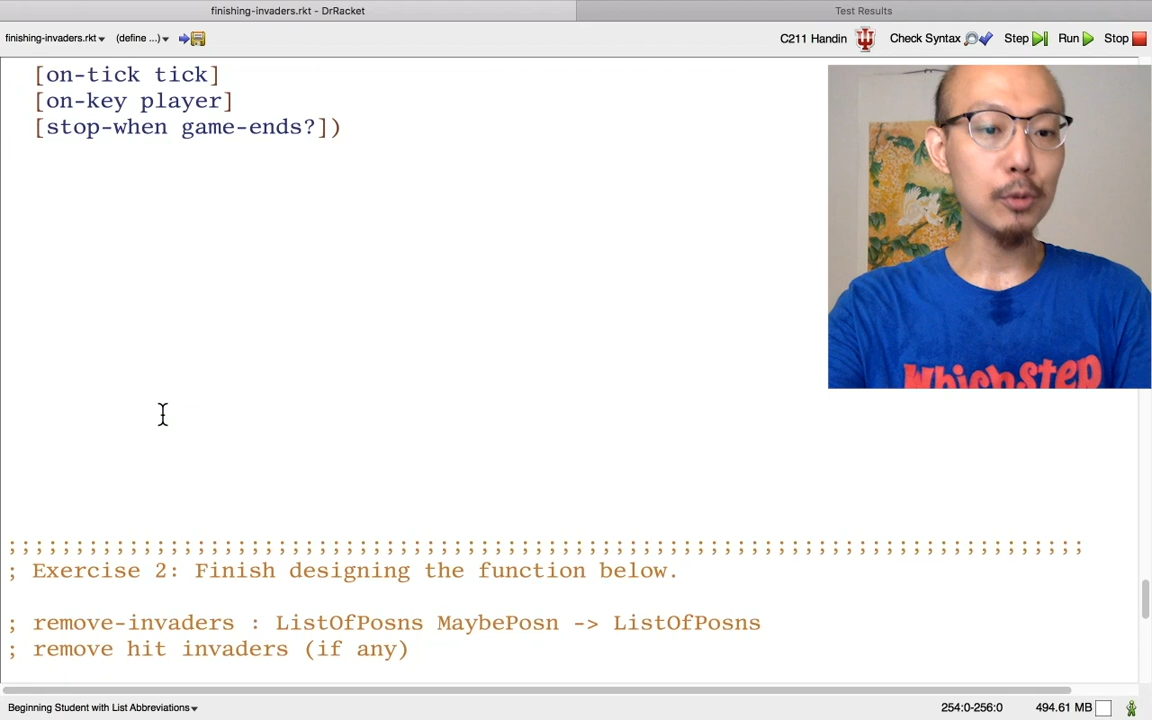 finishing-invaders.rkt - DrRacket
Test Results
finishing-invaders.rkt
(define ...)
C211 Handin
Check Syntax
Step
Run
Stop
[on-tick tick]
[on-key player]
[stop-when game-ends?])
Which step
;;;;;;;;;;;;;;;;;;;;;;;;;;;;;;;;;;;;;;;;;;;;;;;;;;;;;;;;;;;;;;;;;;;;;;;;;;;;;;;;
; Exercise 2: Finish designing the function below.
; remove-invaders : ListOfPosns MaybePosn -> ListOfPosns
; remove hit invaders (if any)
Beginning Student with List Abbreviations
254:0-256:0
494.61 MB